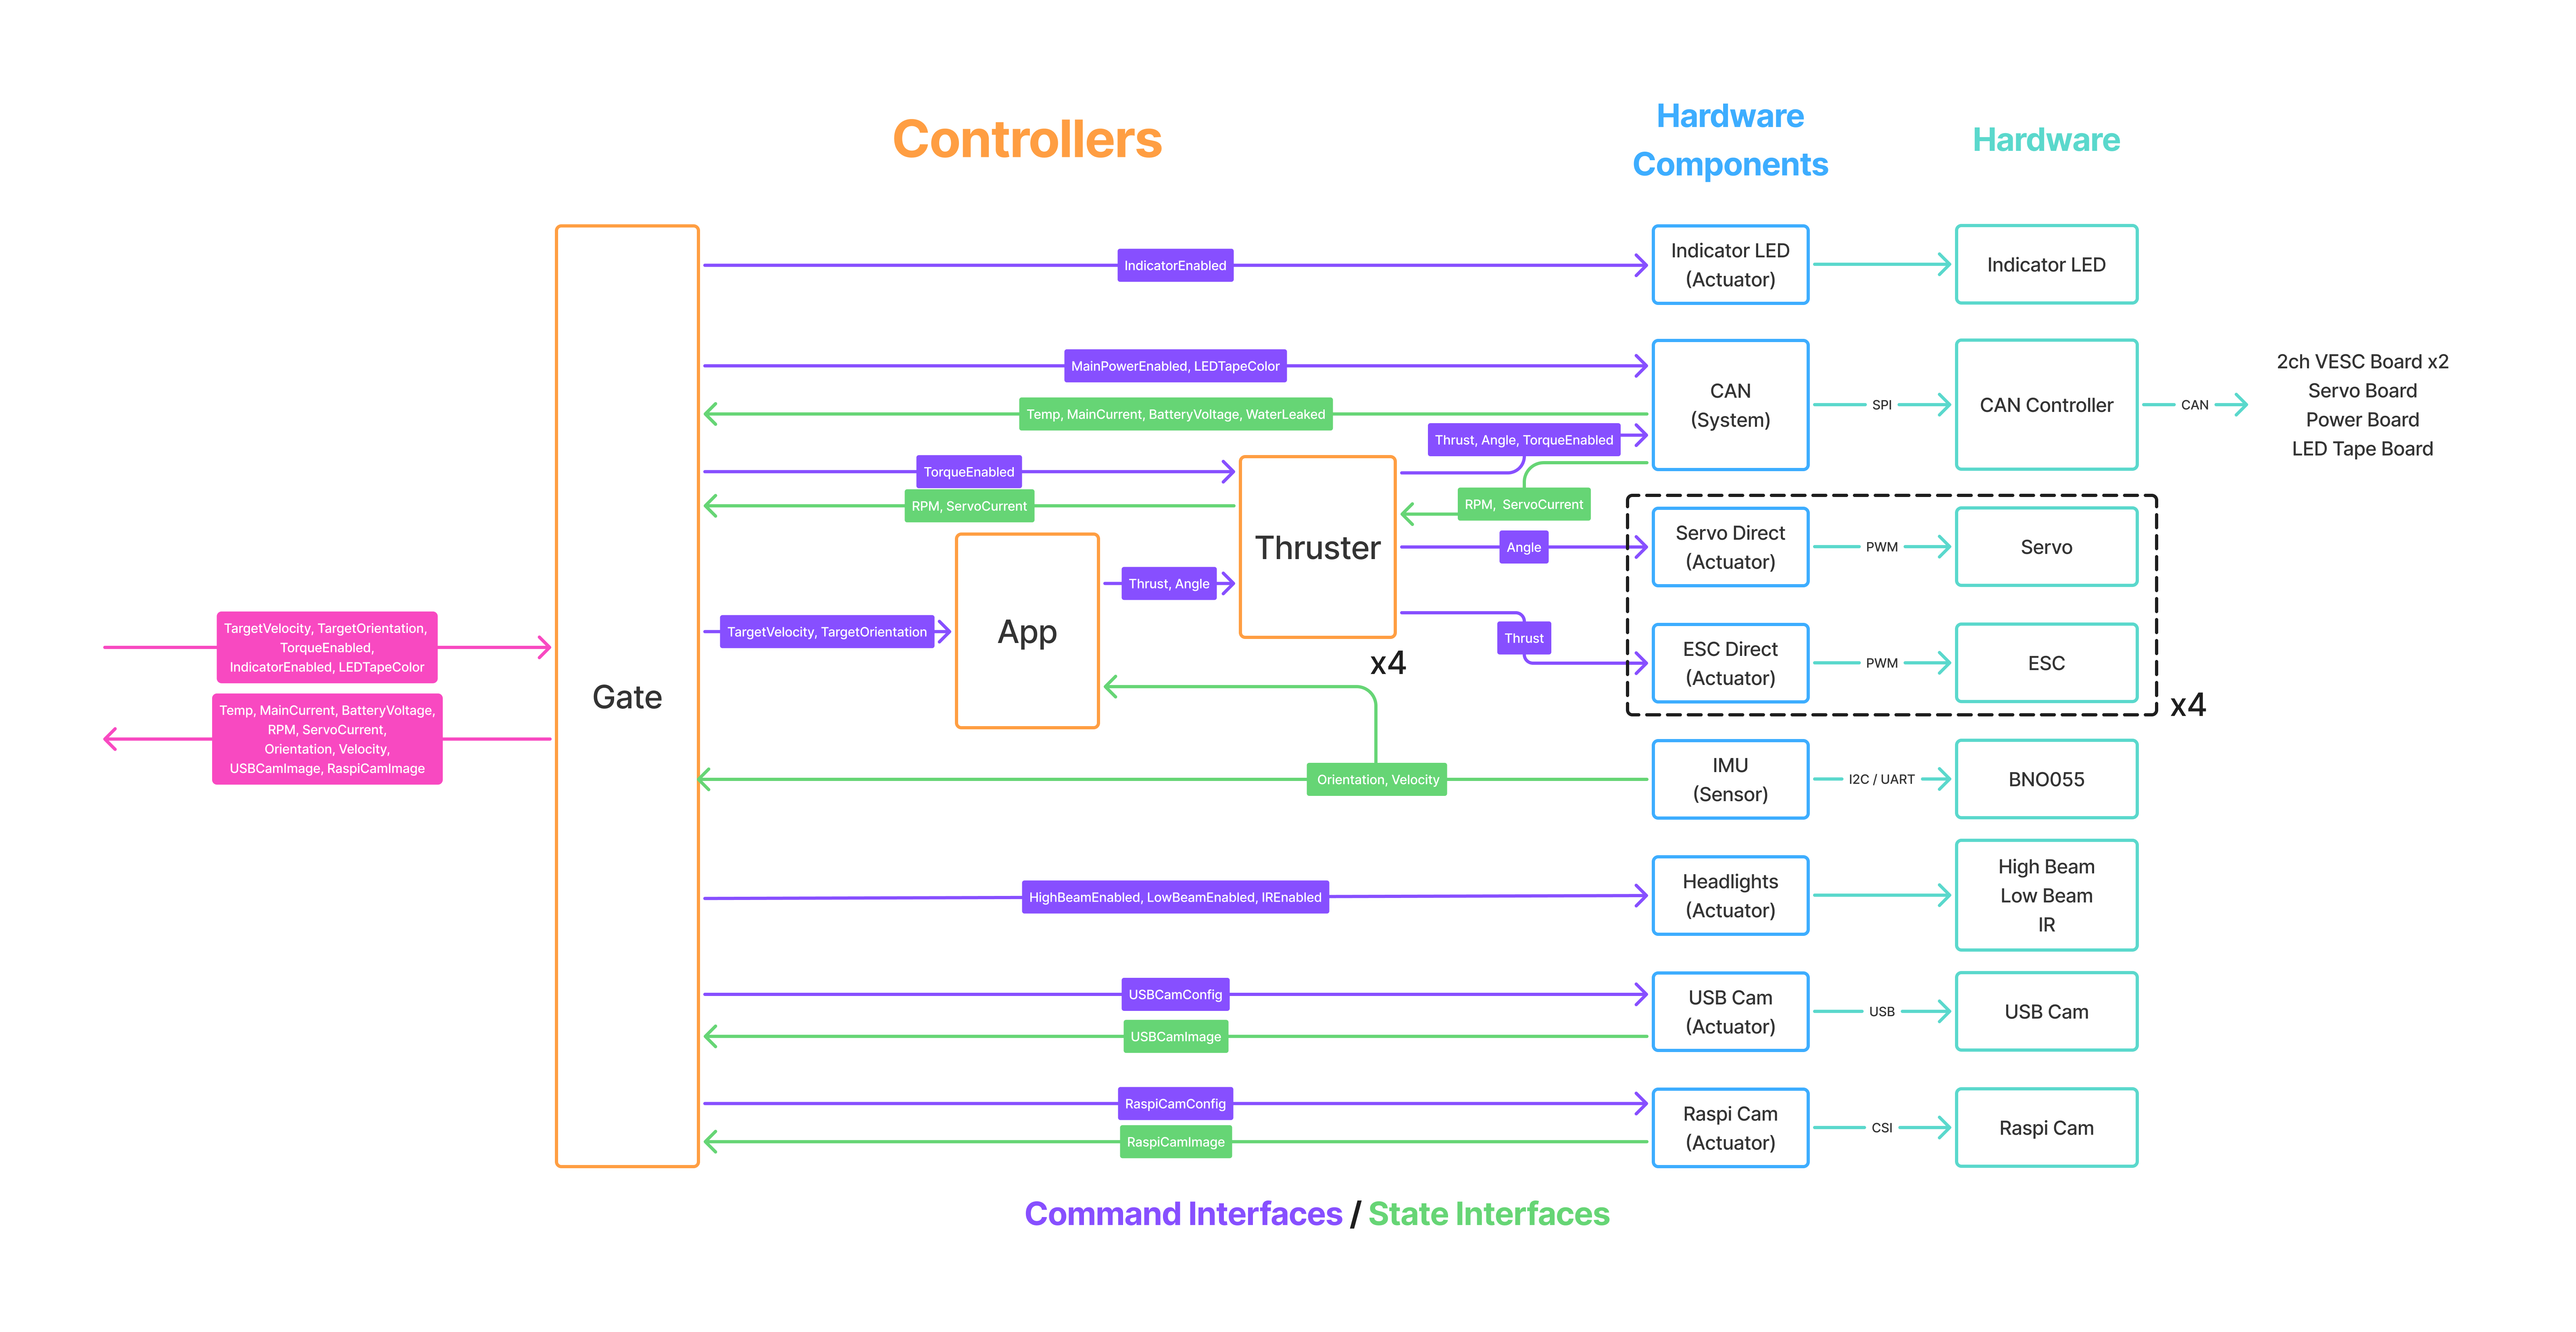 Controllers
Hardware
Components
Hardware
IndicatorEnabled
Indicator LED
(Actuator)
Indicator LED
MainPowerEnabled, LEDTapeColor
Temp, MainCurrent, BatteryVoltage, WaterLeaked
CAN
(System)
SPI
CAN Controller
CAN
2ch VESC Board x2
Servo Board
Power Board
LED Tape Board
Thrust, Angle, TorqueEnabled
TorqueEnabled
RPM, ServoCurrent
RPM, ServoCurrent
Thruster
x4
Angle
Servo Direct
(Actuator)
PWM
Servo
Thrust, Angle
App
TargetVelocity, TargetOrientation
Thrust
ESC Direct
(Actuator)
PWM
ESC
x4
TargetVelocity, TargetOrientation,
TorqueEnabled,
IndicatorEnabled, LEDTapeColor
Gate
Temp, MainCurrent, BatteryVoltage,
RPM, ServoCurrent,
Orientation, Velocity,
USBCamImage, RaspiCamImage
Orientation, Velocity
IMU
(Sensor)
I2C / UART
BNO055
HighBeamEnabled, LowBeamEnabled, IREnabled
Headlights
(Actuator)
High Beam
Low Beam
IR
USBCamConfig
USBCamImage
USB Cam
(Actuator)
USB
USB Cam
RaspiCamConfig
RaspiCamImage
Raspi Cam
(Actuator)
CSI
Raspi Cam
Command Interfaces / State Interfaces